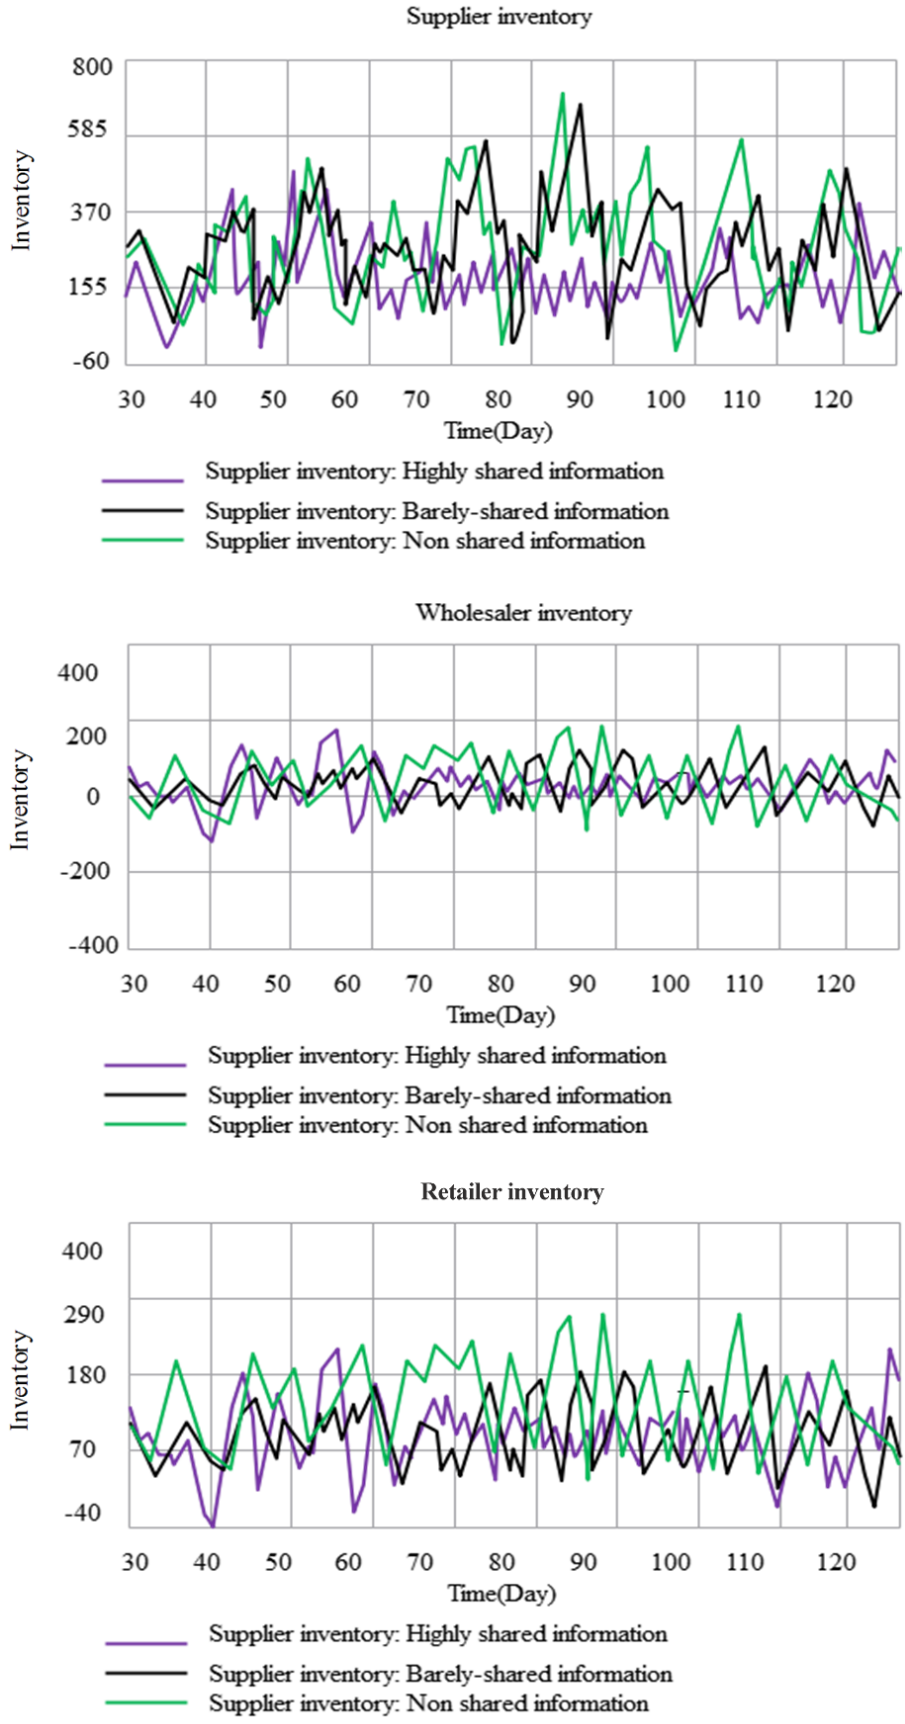 Supplier inventory
800
585
370
155
-60
Inventory
30 40 50 60 70 80 90 100 110 120
Time(Day)
Supplier inventory: Highly shared information
Supplier inventory: Barely-shared information
Supplier inventory: Non shared information
Wholesaler inventory
400
200
0
-200
-400
Inventory
30 40 50 60 70 80 90 100 110 120
Time(Day)
Supplier inventory: Highly shared information
Supplier inventory: Barely-shared information
Supplier inventory: Non shared information
Retailer inventory
400
290
180
70
-40
Inventory
30 40 50 60 70 80 90 100 110 120
Time(Day)
Supplier inventory: Highly shared information
Supplier inventory: Barely-shared information
Supplier inventory: Non shared information